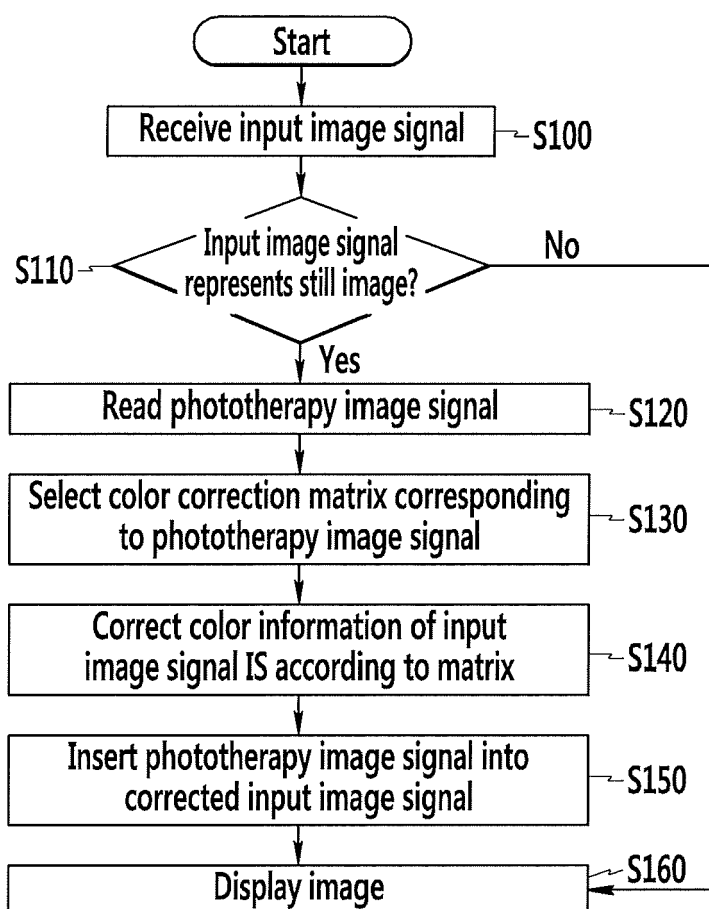 Start
Receive input image signal
S100
Input image signal
represents still image?
S110
No
Yes
Read phototherapy image signal
S120
Select color correction matrix corresponding
to phototherapy image signal
S130
Correct color information of input
image signal IS according to matrix
S140
Insert phototherapy image signal into
corrected input image signal
S150
Display image
S160